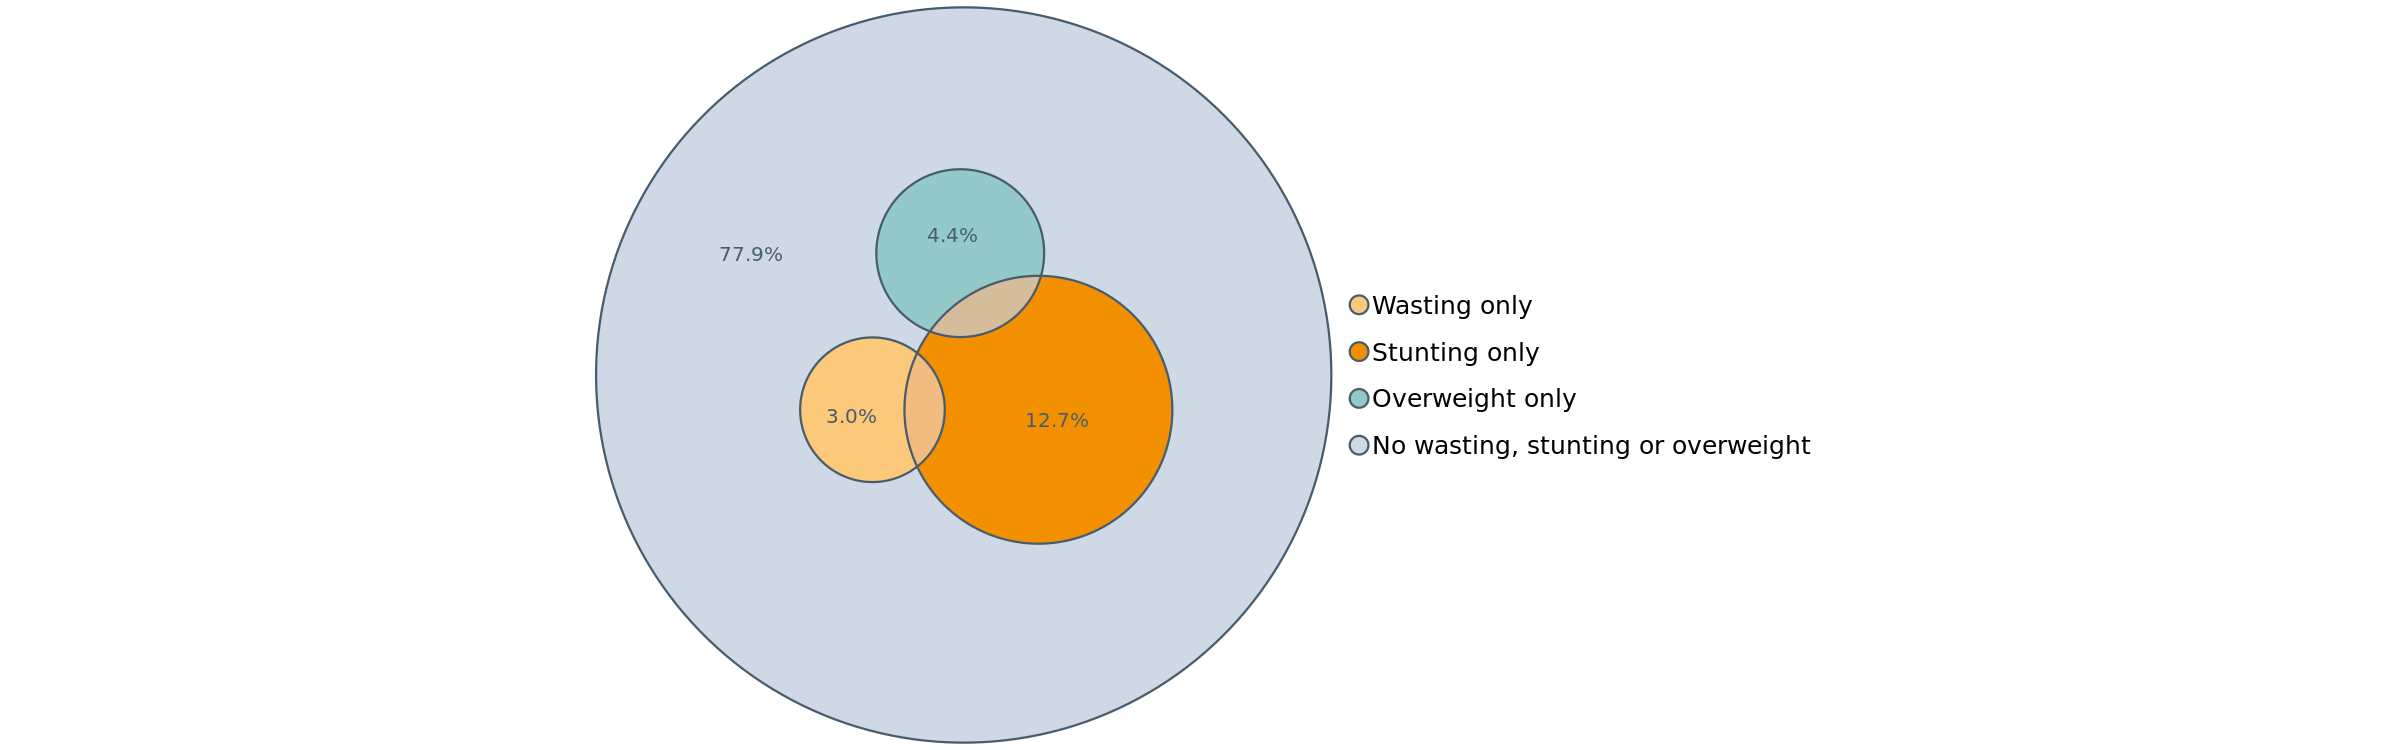 4.4%
77.9%
3.0%
12.7%
Wasting only
Stunting only
Overweight only
No wasting, stunting or overweight